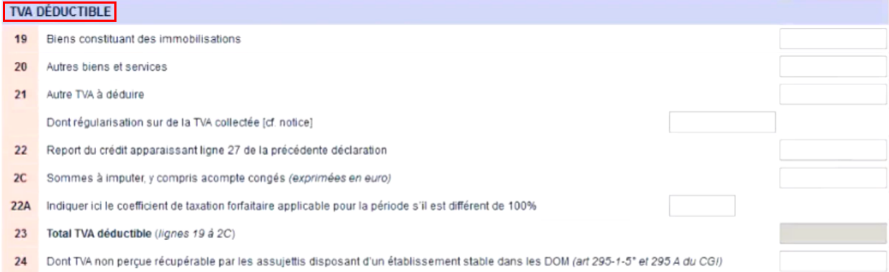 TVA DÉDUCTIBLE
19 Biens constituant des immobilisations
20 Autres biens et services
21 Autre TVA à déduire
Dont régularisation sur de la TVA collectée [cf. notice]
22 Report du crédit apparaissant ligne 27 de la précédente déclaration
2C Sommes à imputer, y compris acompte congés (exprimées en euro)
22A Indiquer ici le coefficient de taxation forfaitaire applicable pour la période s'il est différent de 100%
23 Total TVA déductible (lignes 19 à 2C)
24 Dont TVA non perçue récupérable par les assujettis disposant d'un établissement stable dans les DOM (art 295-1-5° et 295 A du CGI)